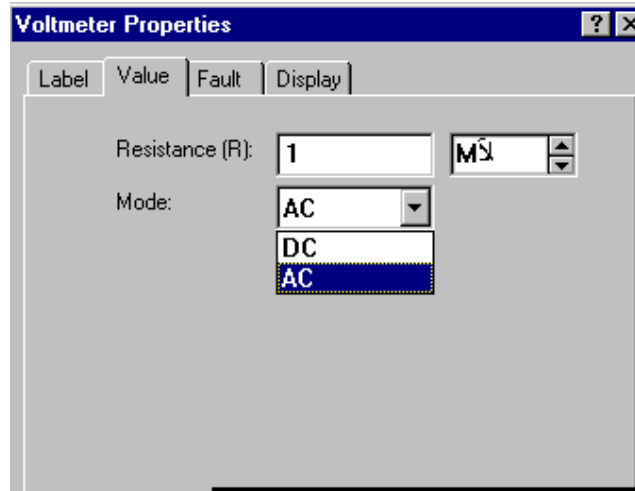 Voltmeter Properties ? ×
Label Value Fault Display
Resistance (R): 1 M
Mode: AC
DC
AC